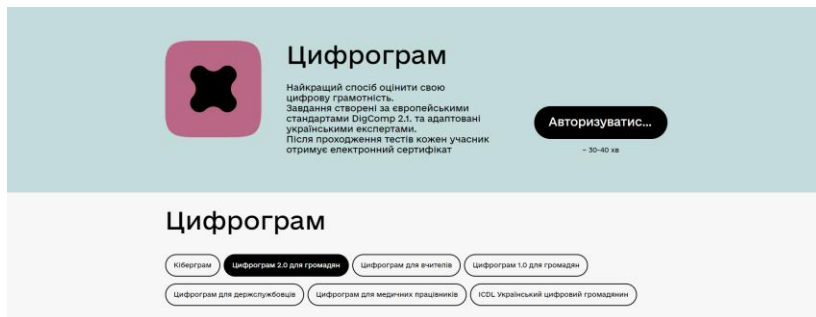 Цифрограм
Найкращий спосіб оцінити свою
цифрову грамотність.
Завдання створені за європейськими
стандартами DigComp 2.1. та адаптовані
українськими експертами.
Після проходження тестів кожен учасник
отримує електронний сертифікат
Авторизуватис...
~ 30-40 хв
Цифрограм
Кіберграм
Цифрограм 2.0 для громадян
Цифрограм для вчителів
Цифрограм 1.0 для громадян
Цифрограм для держслужбовців
Цифрограм для медичних працівників
ICDL Український цифровий громадянин